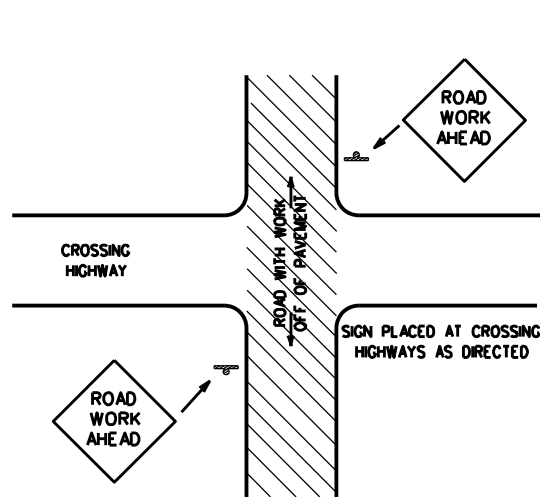 ROAD
WORK
AHEAD
ROAD WITH WORK
OFF OF PAVEMENT
CROSSING
HIGHWAY
SIGN PLACED AT CROSSING
HIGHWAYS AS DIRECTED
ROAD
WORK
AHEAD